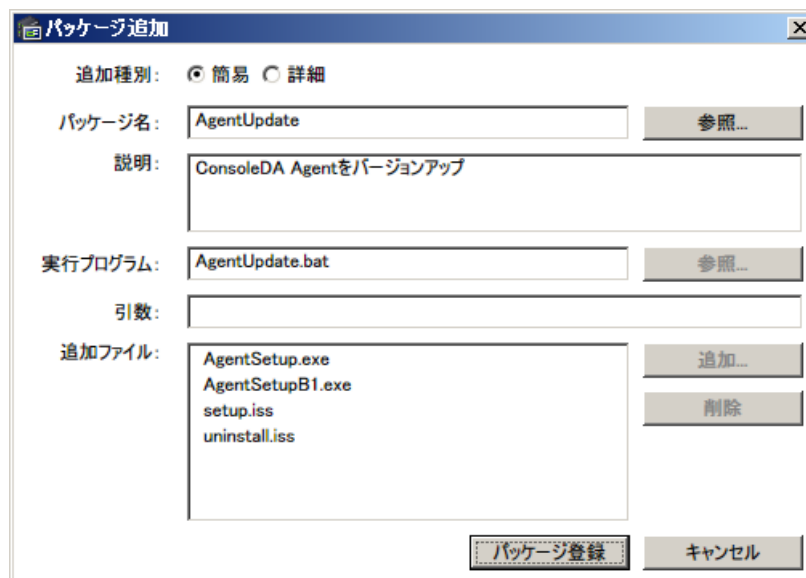 パッケージ追加
追加種別: 簡易 詳細
パッケージ名: AgentUpdate 参照...
説明: ConsoleDA Agentをバージョンアップ
実行プログラム: AgentUpdate.bat 参照...
引数:
追加ファイル: AgentSetup.exe 追加...
AgentSetupB1.exe
setup.iss 削除
uninstall.iss
パッケージ登録 キャンセル